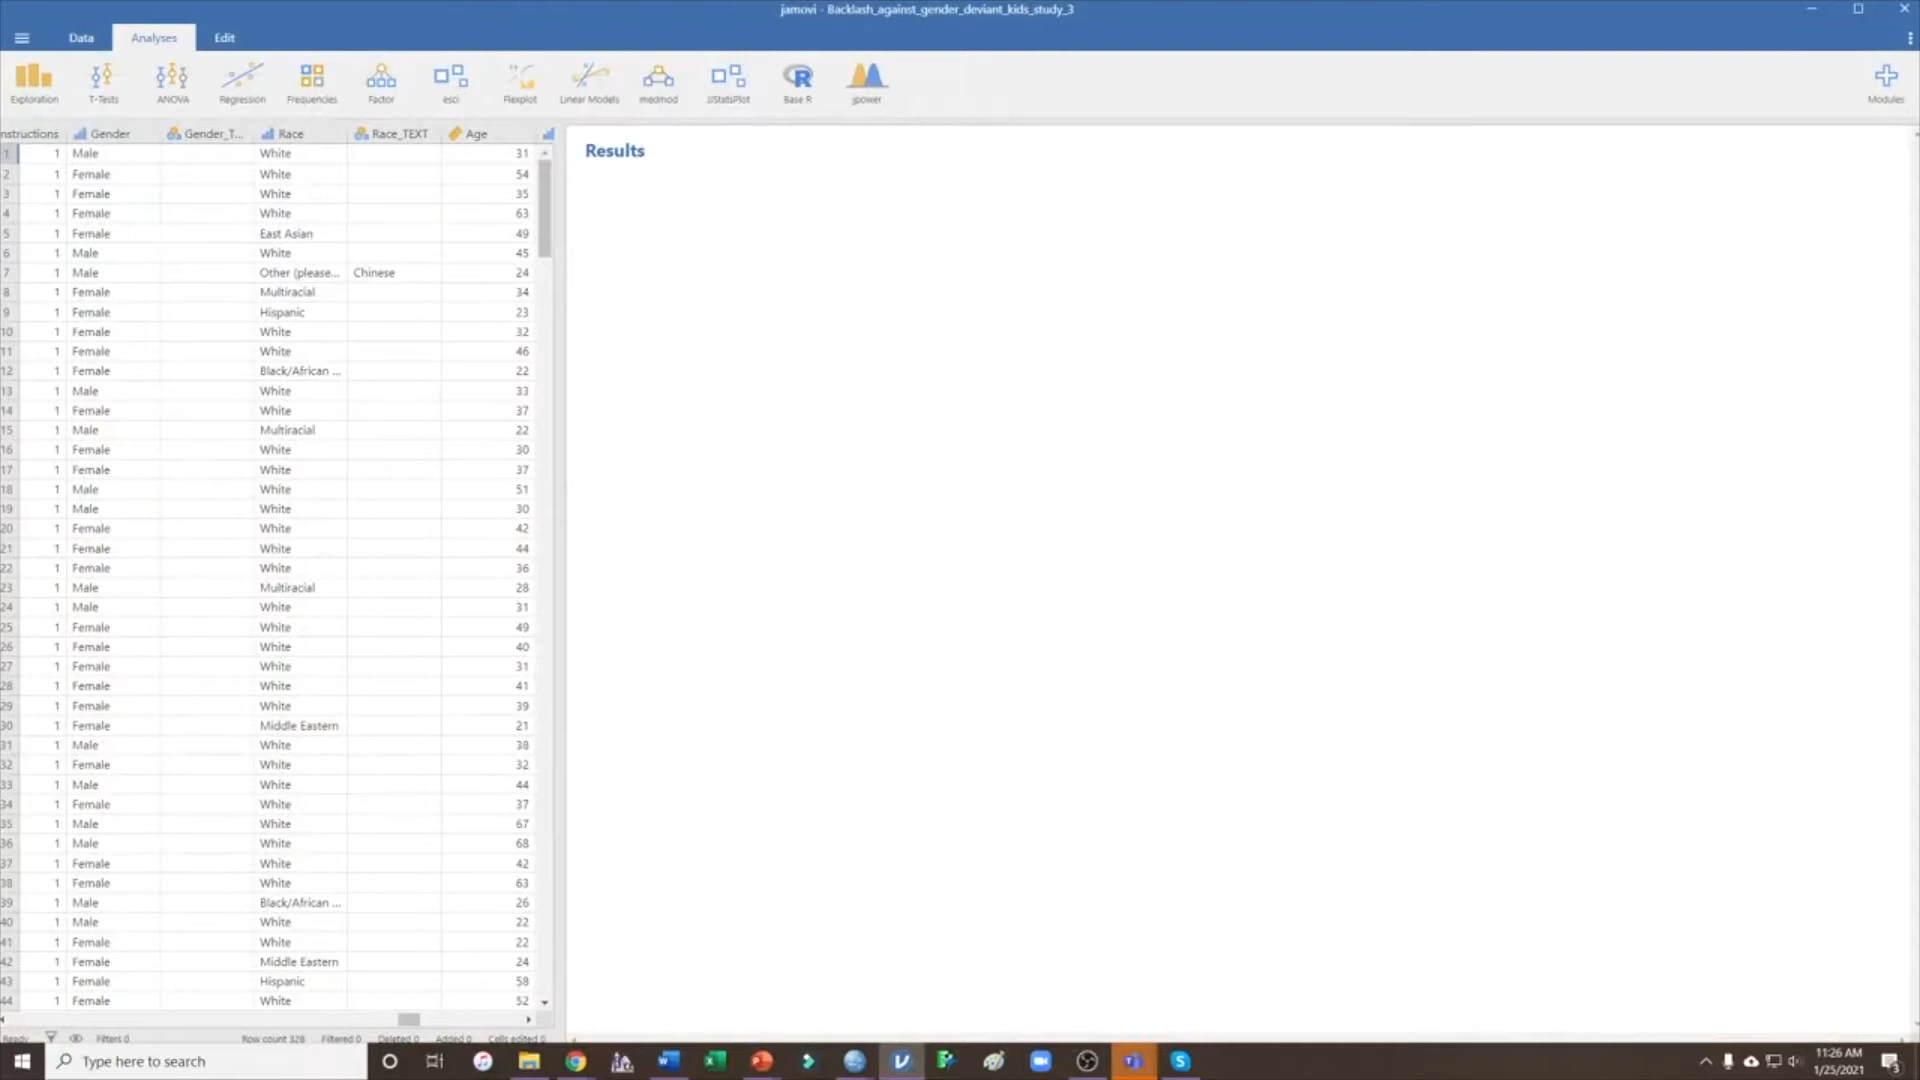 jamovi - Backlash_against_gender_deviant_kids_study_3
Data Analyses Edit
Exploration T-Tests ANOVA Regression Frequencies Factor esci Flexplot Linear Models medmod JJStatsPlot Base R jpower Modules
nstructions Gender Gender_T... Race Race_TEXT Age
Results
1 1 Male White 31
2 1 Female White 54
3 1 Female White 35
4 1 Female White 63
5 1 Female East Asian 49
6 1 Male White 45
7 1 Male Other (please... Chinese 24
8 1 Female Multiracial 34
9 1 Female Hispanic 23
10 1 Female White 32
11 1 Female White 46
12 1 Female Black/African ... 22
13 1 Male White 33
14 1 Female White 37
15 1 Male Multiracial 22
16 1 Female White 30
17 1 Female White 37
18 1 Male White 51
19 1 Male White 30
20 1 Female White 42
21 1 Female White 44
22 1 Female White 36
23 1 Male Multiracial 28
24 1 Male White 31
25 1 Female White 49
26 1 Female White 40
27 1 Female White 31
28 1 Female White 41
29 1 Female White 39
30 1 Female Middle Eastern 21
31 1 Male White 38
32 1 Female White 32
33 1 Male White 44
34 1 Female White 37
35 1 Male White 67
36 1 Male White 68
37 1 Female White 42
38 1 Female White 63
39 1 Male Black/African ... 26
40 1 Male White 22
41 1 Female White 22
42 1 Female Middle Eastern 24
43 1 Female Hispanic 58
44 1 Female White 52
Ready Filters 0 Row count 328 Filtered 0 Deleted 0 Added 0 Cells edited 0
Type here to search
11:26 AM
1/25/2021